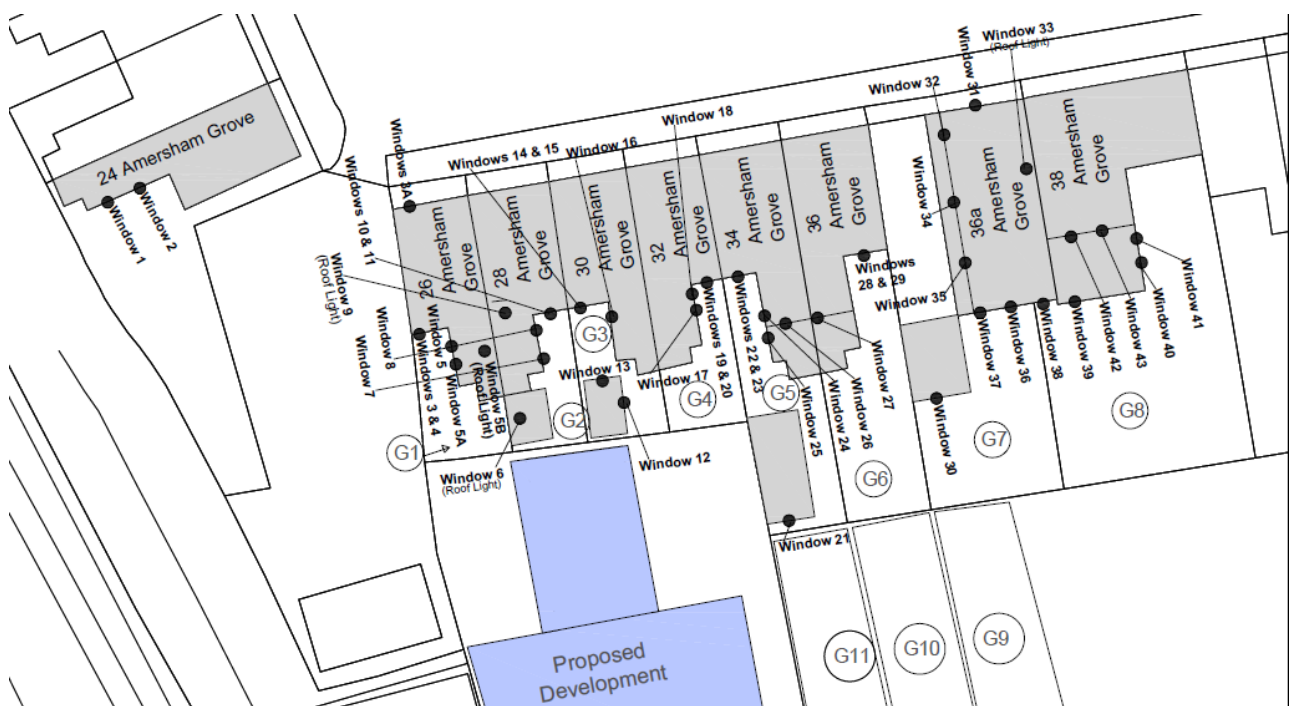 Window 33
(Roof Light)
Window 31
Window 32
Window 18
Windows 14 & 15
Window 16
Windows 3A
Windows 10 & 11
24 Amersham Grove
Window 1
Window 2
Window 9
(Roof Light)
26
Amersham
Grove
28
Amersham
Grove
30
Amersham
Grove
32
Amersham
Grove
34
Amersham
Grove
36
Amersham
Grove
36a
Amersham
Grove
38
Amersham
Grove
Window 34
Windows
28 & 29
Window 35
Window 8
Window 7
Windows 3 & 4
Window 5
Window 5A
Window 5B
(Roof Light)
G3
Window 13
Window 17
Windows 19 & 20
Windows 22 & 23
Window 25
Window 24
Window 26
Window 27
Window 37
Window 36
Window 38
Window 39
Window 42
Window 43
Window 40
Window 41
G1
G2
G4
G5
G6
G7
G8
Window 30
Window 6
(Roof Light)
Window 12
Window 21
G11
G10
G9
Proposed
Development